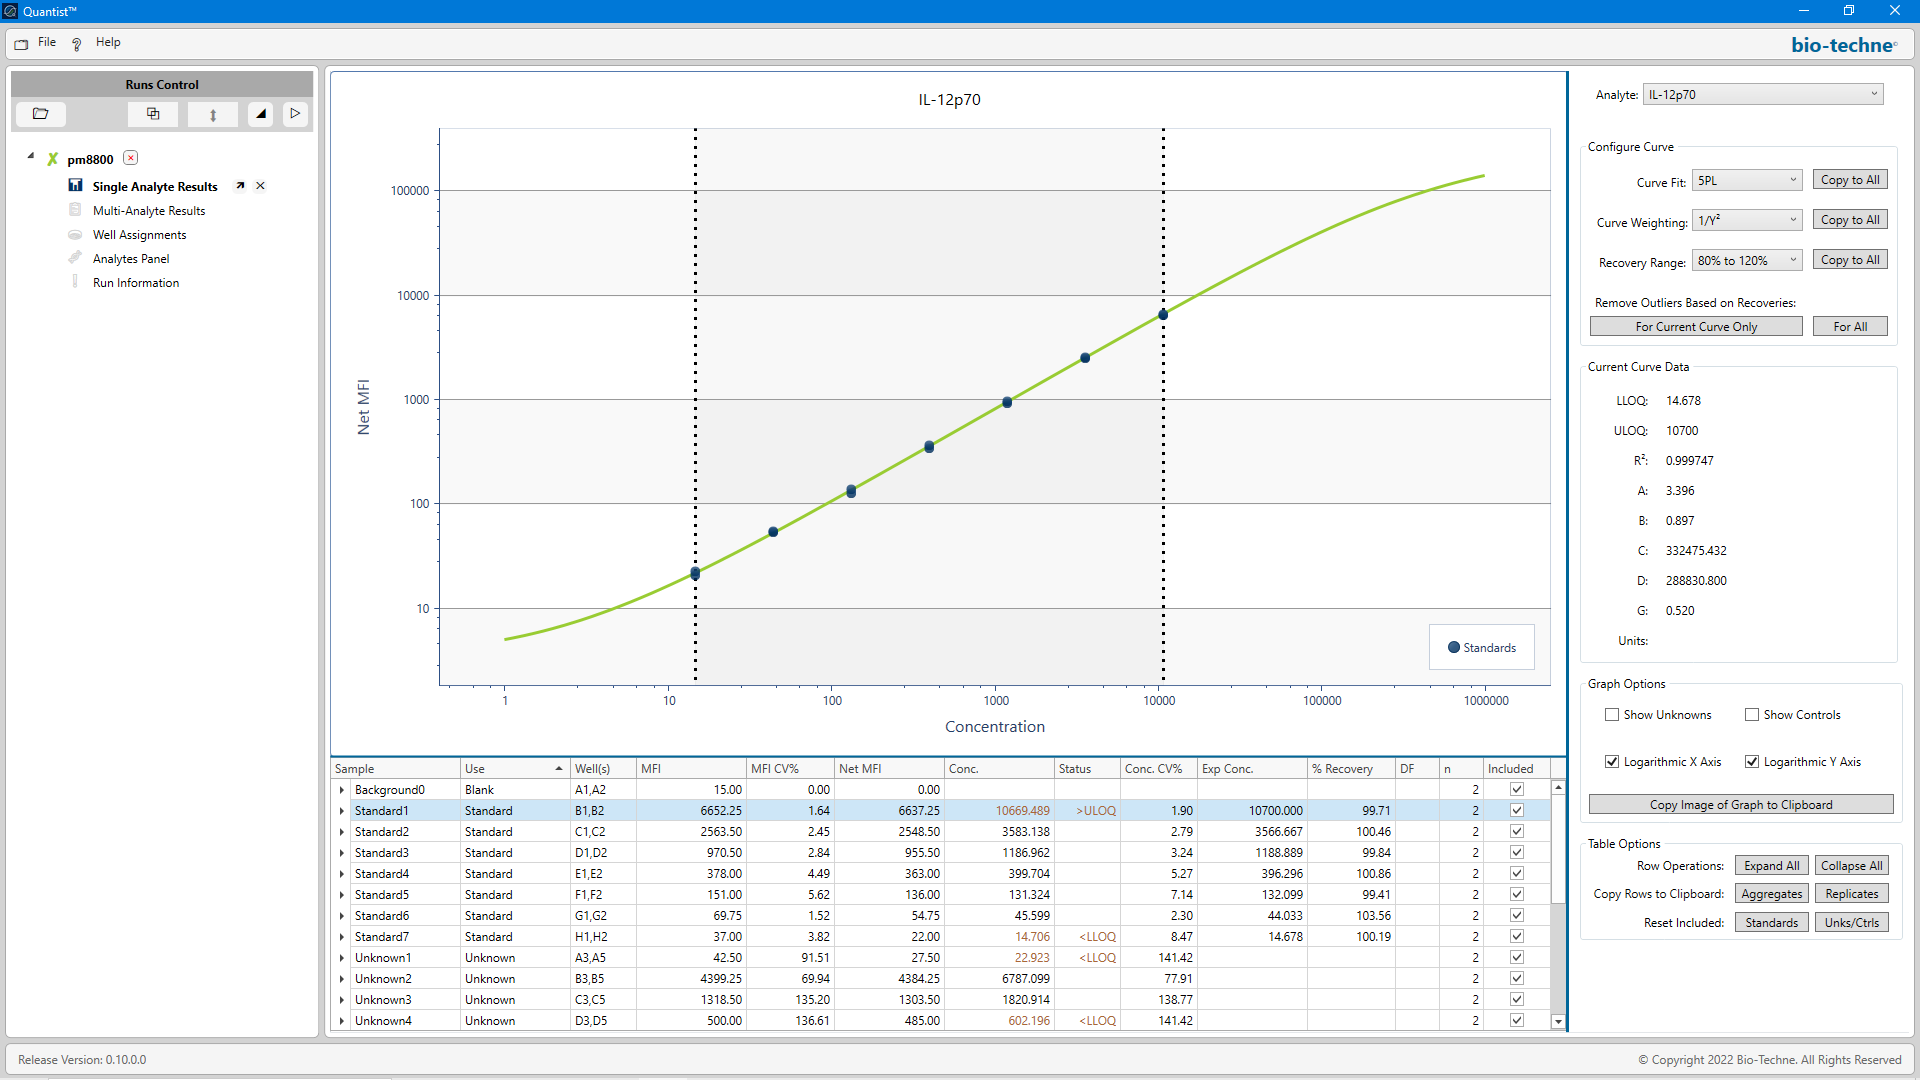 Quantist™
File Help
bio-techne
Runs Control
pm8800
Single Analyte Results
Multi-Analyte Results
Well Assignments
Analytes Panel
Run Information
IL-12p70
100000
10000
1000
100
10
Net MFI
1 10 100 1000 10000 100000 1000000
Concentration
Standards
Sample Use Well(s) MFI MFI CV% Net MFI Conc. Status Conc. CV% Exp Conc. % Recovery DF n Included
Background0 Blank A1,A2 15.00 0.00 0.00 2
Standard1 Standard B1,B2 6652.25 1.64 6637.25 10669.489 >ULOQ 1.90 10700.000 99.71 2
Standard2 Standard C1,C2 2563.50 2.45 2548.50 3583.138 2.79 3566.667 100.46 2
Standard3 Standard D1,D2 970.50 2.84 955.50 1186.962 3.24 1188.889 99.84 2
Standard4 Standard E1,E2 378.00 4.49 363.00 399.704 5.27 396.296 100.86 2
Standard5 Standard F1,F2 151.00 5.62 136.00 131.324 7.14 132.099 99.41 2
Standard6 Standard G1,G2 69.75 1.52 54.75 45.599 2.30 44.033 103.56 2
Standard7 Standard H1,H2 37.00 3.82 22.00 14.706 <LLOQ 8.47 14.678 100.19 2
Unknown1 Unknown A3,A5 42.50 91.51 27.50 22.923 <LLOQ 141.42 2
Unknown2 Unknown B3,B5 4399.25 69.94 4384.25 6787.099 77.91 2
Unknown3 Unknown C3,C5 1318.50 135.20 1303.50 1820.914 138.77 2
Unknown4 Unknown D3,D5 500.00 136.61 485.00 602.196 <LLOQ 141.42 2
Analyte: IL-12p70
Configure Curve
Curve Fit: 5PL Copy to All
Curve Weighting: 1/Y² Copy to All
Recovery Range: 80% to 120% Copy to All
Remove Outliers Based on Recoveries:
For Current Curve Only For All
Current Curve Data
LLOQ: 14.678
ULOQ: 10700
R²: 0.999747
A: 3.396
B: 0.897
C: 332475.432
D: 288830.800
G: 0.520
Units:
Graph Options
Show Unknowns Show Controls
Logarithmic X Axis Logarithmic Y Axis
Copy Image of Graph to Clipboard
Table Options
Row Operations: Expand All Collapse All
Copy Rows to Clipboard: Aggregates Replicates
Reset Included: Standards Unks/Ctrls
Release Version: 0.10.0.0
© Copyright 2022 Bio-Techne. All Rights Reserved